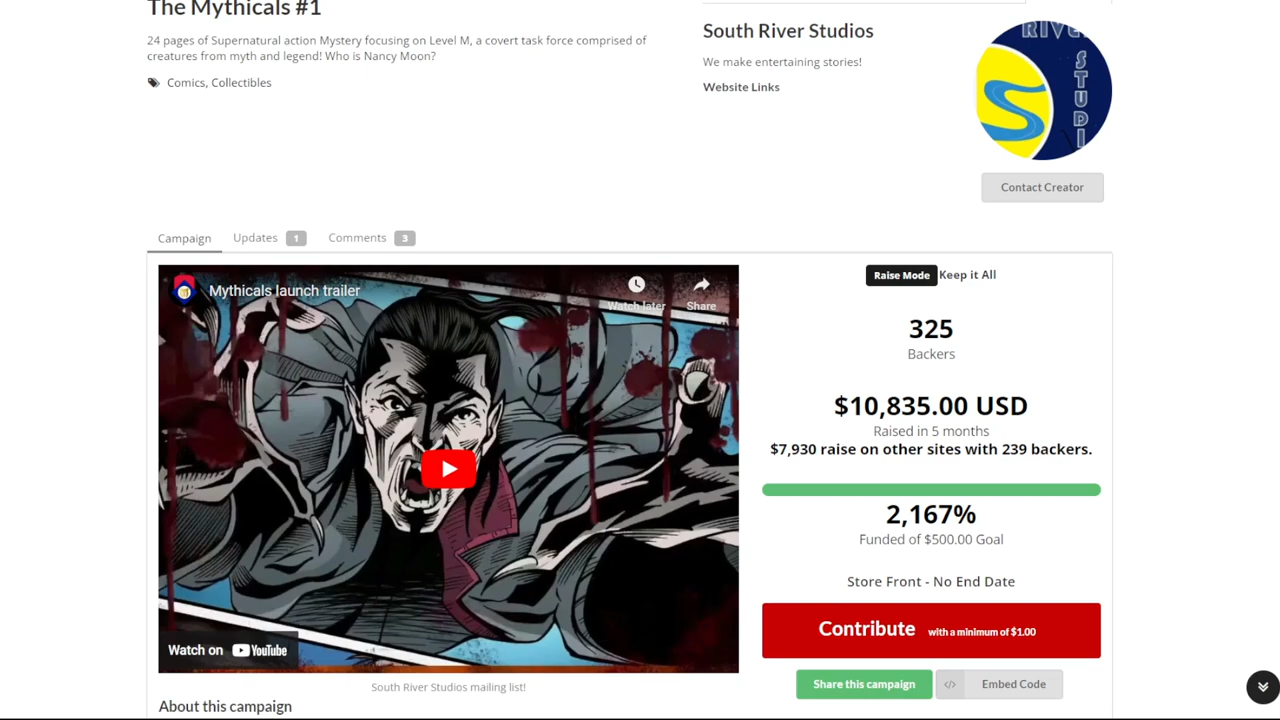 The Mythicals #1
24 pages of Supernatural action Mystery focusing on Level M, a covert task force comprised of
creatures from myth and legend! Who is Nancy Moon?
Comics, Collectibles
South River Studios
We make entertaining stories!
Website Links
RIVE
STUDI
Contact Creator
Campaign
Updates 1
Comments 3
Mythicals launch trailer
Watch later
Share
Watch on YouTube
South River Studios mailing list!
About this campaign
Raise Mode Keep it All
325
Backers
$10,835.00 USD
Raised in 5 months
$7,930 raise on other sites with 239 backers.
2,167%
Funded of $500.00 Goal
Store Front - No End Date
Contribute with a minimum of $1.00
Share this campaign
</> Embed Code